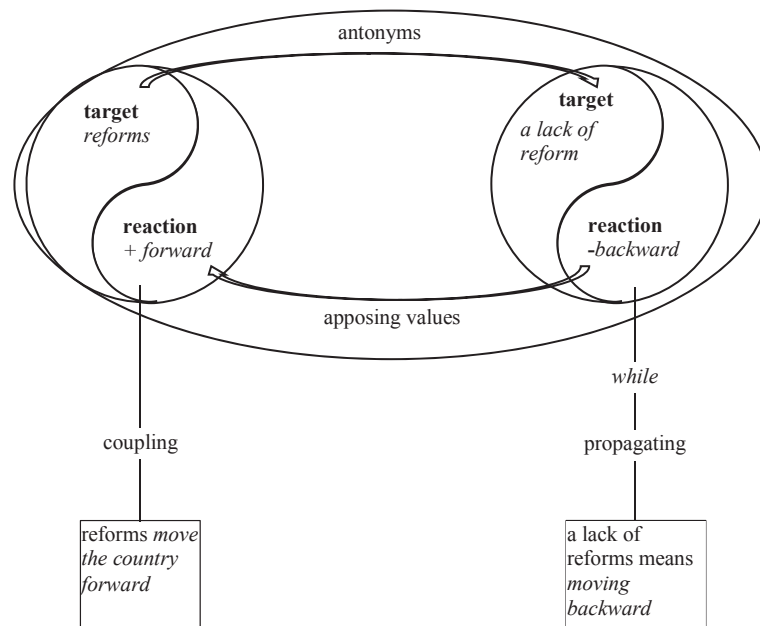 antonyms
target
reforms
target
a lack of
reform
reaction
+ forward
reaction
-backward
apposing values
while
coupling
propagating
reforms move
the country
forward
a lack of
reforms means
moving
backward